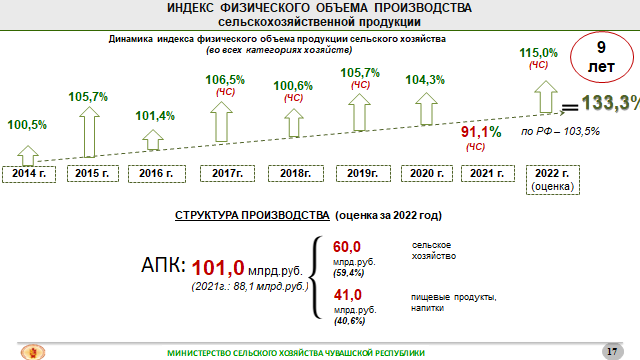 ИНДЕКС ФИЗИЧЕСКОГО ОБЪЕМА ПРОИЗВОДСТВА
сельскохозяйственной продукции
Динамика индекса физического объема продукции сельского хозяйства
(во всех категориях хозяйств)
9
лет
100,5%
105,7%
101,4%
106,5%
(ЧС)
100,6%
(ЧС)
105,7%
(ЧС)
104,3%
91,1%
(ЧС)
115,0%
(ЧС)
=133,3%
по РФ – 103,5%
2014 г.
2015 г.
2016 г.
2017г.
2018г.
2019г.
2020 г.
2021 г.
2022 г.
(оценка)
СТРУКТУРА ПРОИЗВОДСТВА (оценка за 2022 год)
АПК: 101,0 млрд.руб.
(2021г.: 88,1 млрд.руб.)
60,0
млрд.руб.
(59,4%)
сельское
хозяйство
41,0
млрд.руб.
(40,6%)
пищевые продукты,
напитки
МИНИСТЕРСТВО СЕЛЬСКОГО ХОЗЯЙСТВА ЧУВАШСКОЙ РЕСПУБЛИКИ
17